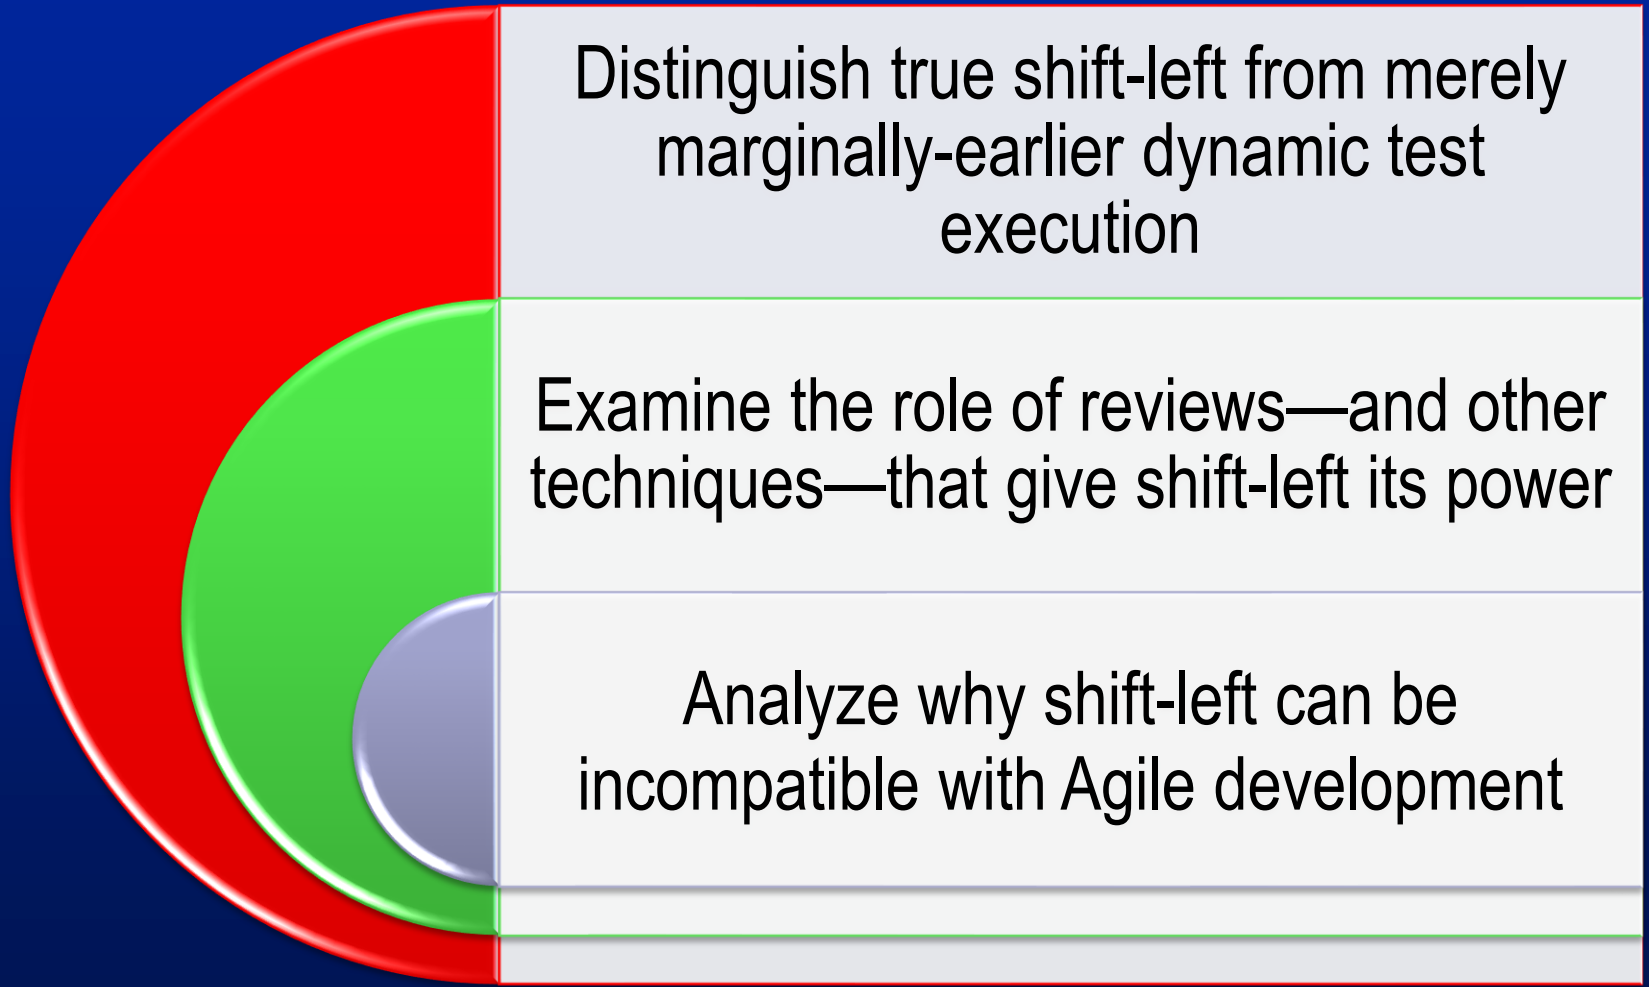 Distinguish true shift-left from merely
marginally-earlier dynamic test
execution
Examine the role of reviews—and other
techniques—that give shift-left its power
Analyze why shift-left can be
incompatible with Agile development